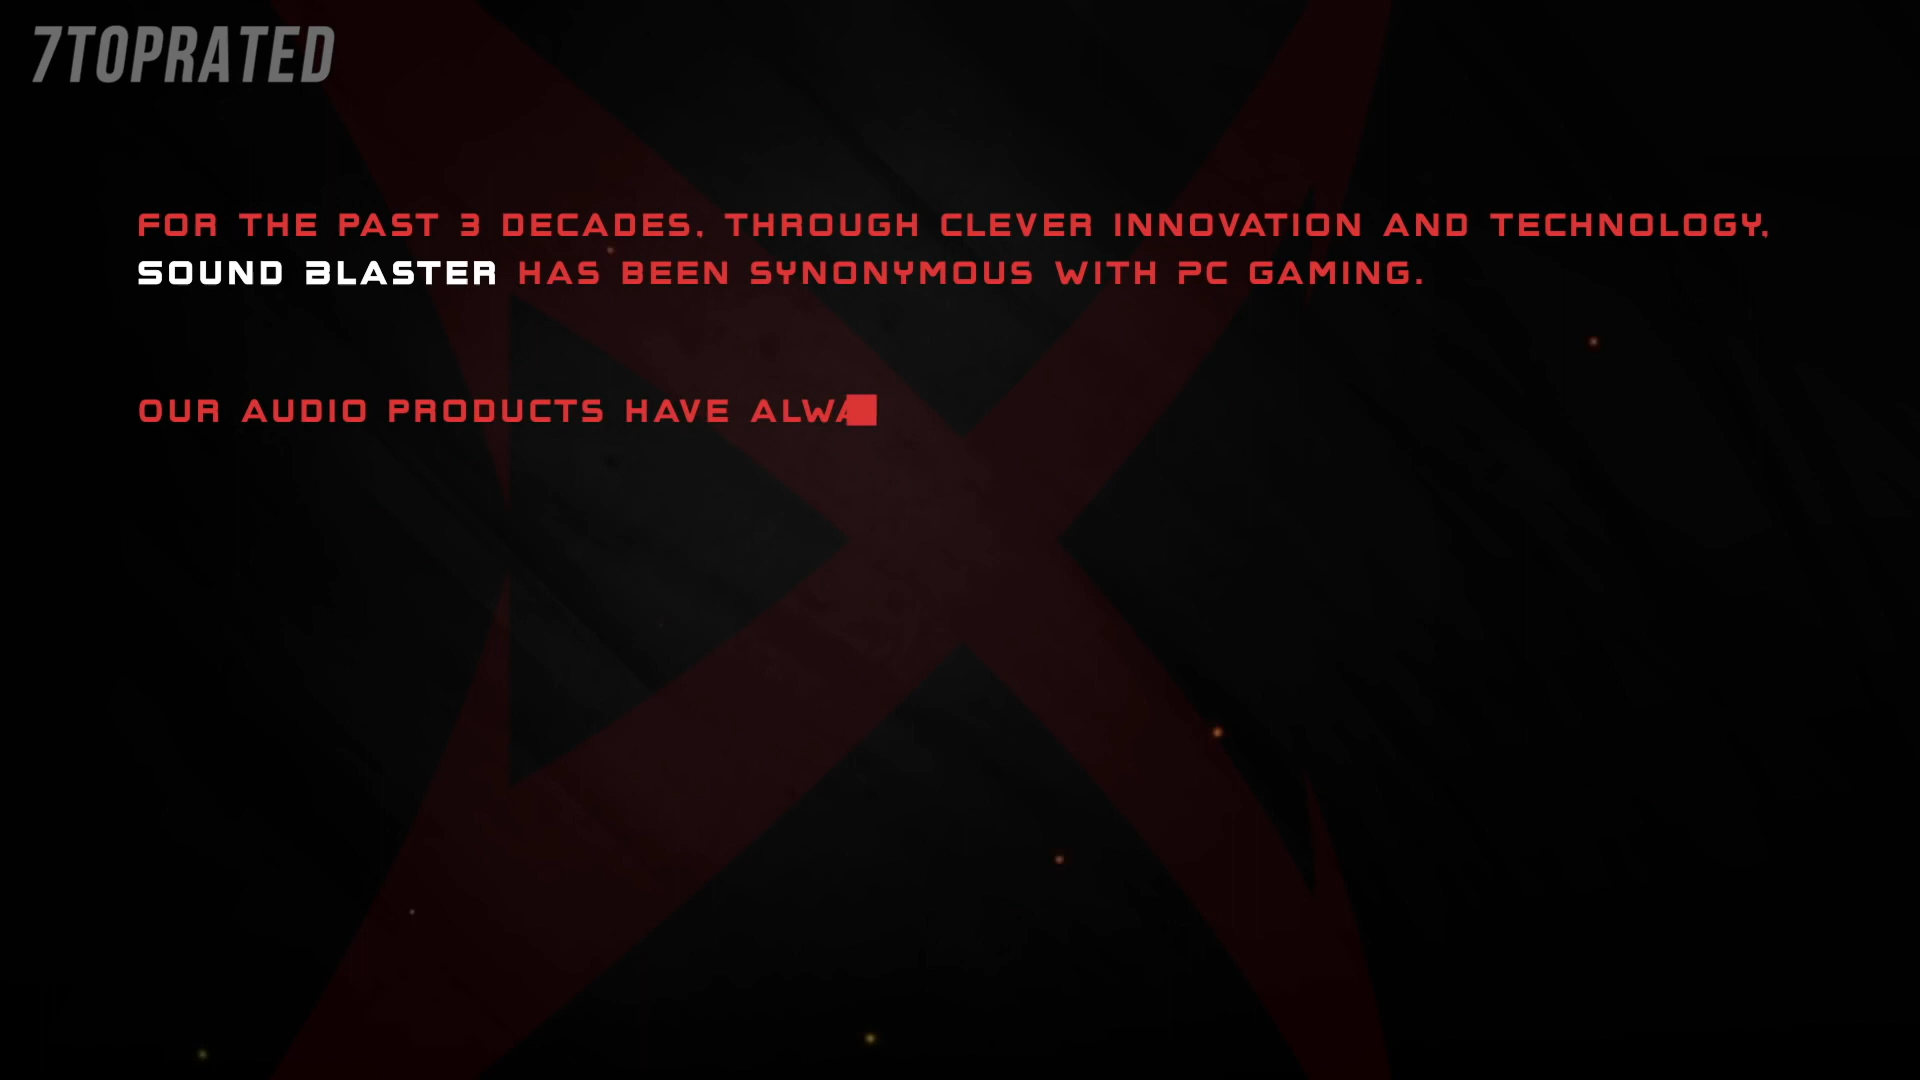 7TOPRATED
FOR THE PAST 3 DECADES, THROUGH CLEVER INNOVATION AND TECHNOLOGY,
SOUND BLASTER HAS BEEN SYNONYMOUS WITH PC GAMING.
OUR AUDIO PRODUCTS HAVE ALWA